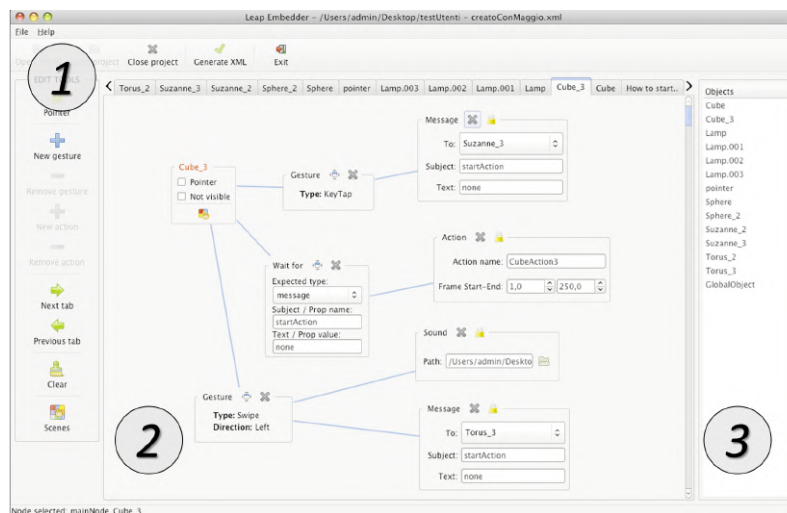 Leap Embedder – /Users/admin/Desktop/testUtenti – creatoConMaggio.xml
File Help
Close project Generate XML Exit
1
EDIT TOOLS
Pointer
New gesture
Remove gesture
New action
Remove action
Next tab
Previous tab
Clear
Scenes
Torus_2 Suzanne_3 Suzanne_2 Sphere_2 Sphere pointer Lamp.003 Lamp.002 Lamp.001 Lamp Cube_3 Cube How to start..
Message
To: Suzanne_3
Subject: startAction
Text: none
Cube_3
Pointer
Not visible
Gesture
Type: KeyTap
Action
Action name: CubeAction3
Frame Start-End: 1,0 250,0
Wait for
Expected type:
message
Subject / Prop name:
startAction
Text / Prop value:
none
Sound
Path: /Users/admin/Deskto
Gesture
Type: Swipe
Direction: Left
Message
To: Torus_3
Subject: startAction
Text: none
2
Objects
Cube
Cube_3
Lamp
Lamp.001
Lamp.002
Lamp.003
pointer
Sphere
Sphere_2
Suzanne_2
Suzanne_3
Torus_2
Torus_3
GlobalObject
3
Node selected: mainNode_Cube_3